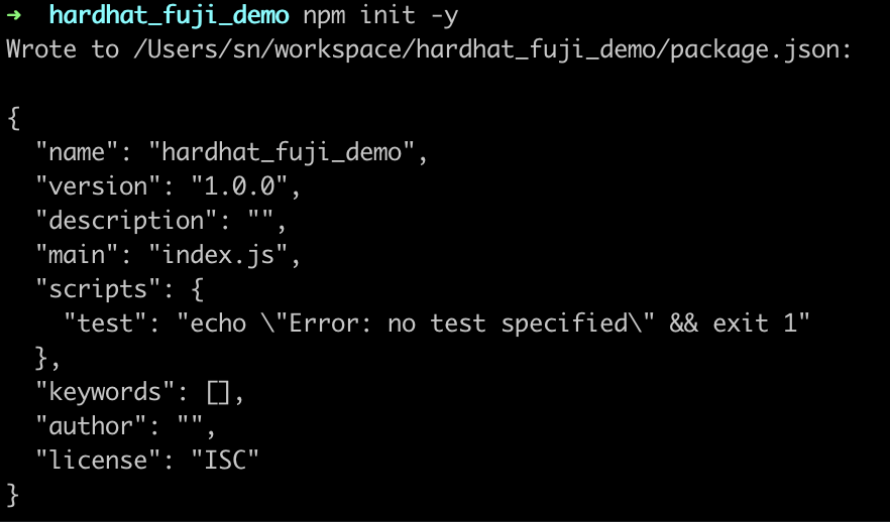 → hardhat_fuji_demo npm init -y
Wrote to /Users/sn/workspace/hardhat_fuji_demo/package.json:
{
"name": "hardhat_fuji_demo",
"version": "1.0.0",
"description": "",
"main": "index.js",
"scripts": {
"test": "echo \"Error: no test specified\" && exit 1"
},
"keywords": [],
"author": "",
"license": "ISC"
}